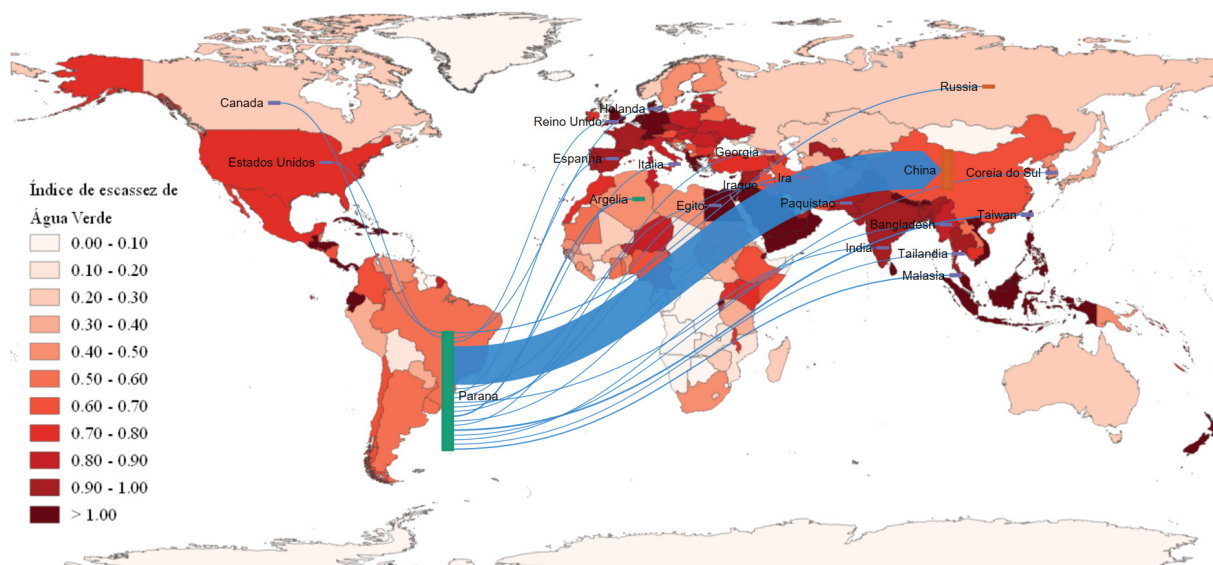 Canada
Estados Unidos
Holanda
Reino Unido
Espanha
Italia
Georgia
Russia
Argelia
Egito
Iraque
Ira
China
Coreia do Sul
Paquistao
Bangladesh
Taiwan
India
Tailandia
Malasia
Paraná
Índice de escassez de
Água Verde
0.00 - 0.10
0.10 - 0.20
0.20 - 0.30
0.30 - 0.40
0.40 - 0.50
0.50 - 0.60
0.60 - 0.70
0.70 - 0.80
0.80 - 0.90
0.90 - 1.00
> 1.00